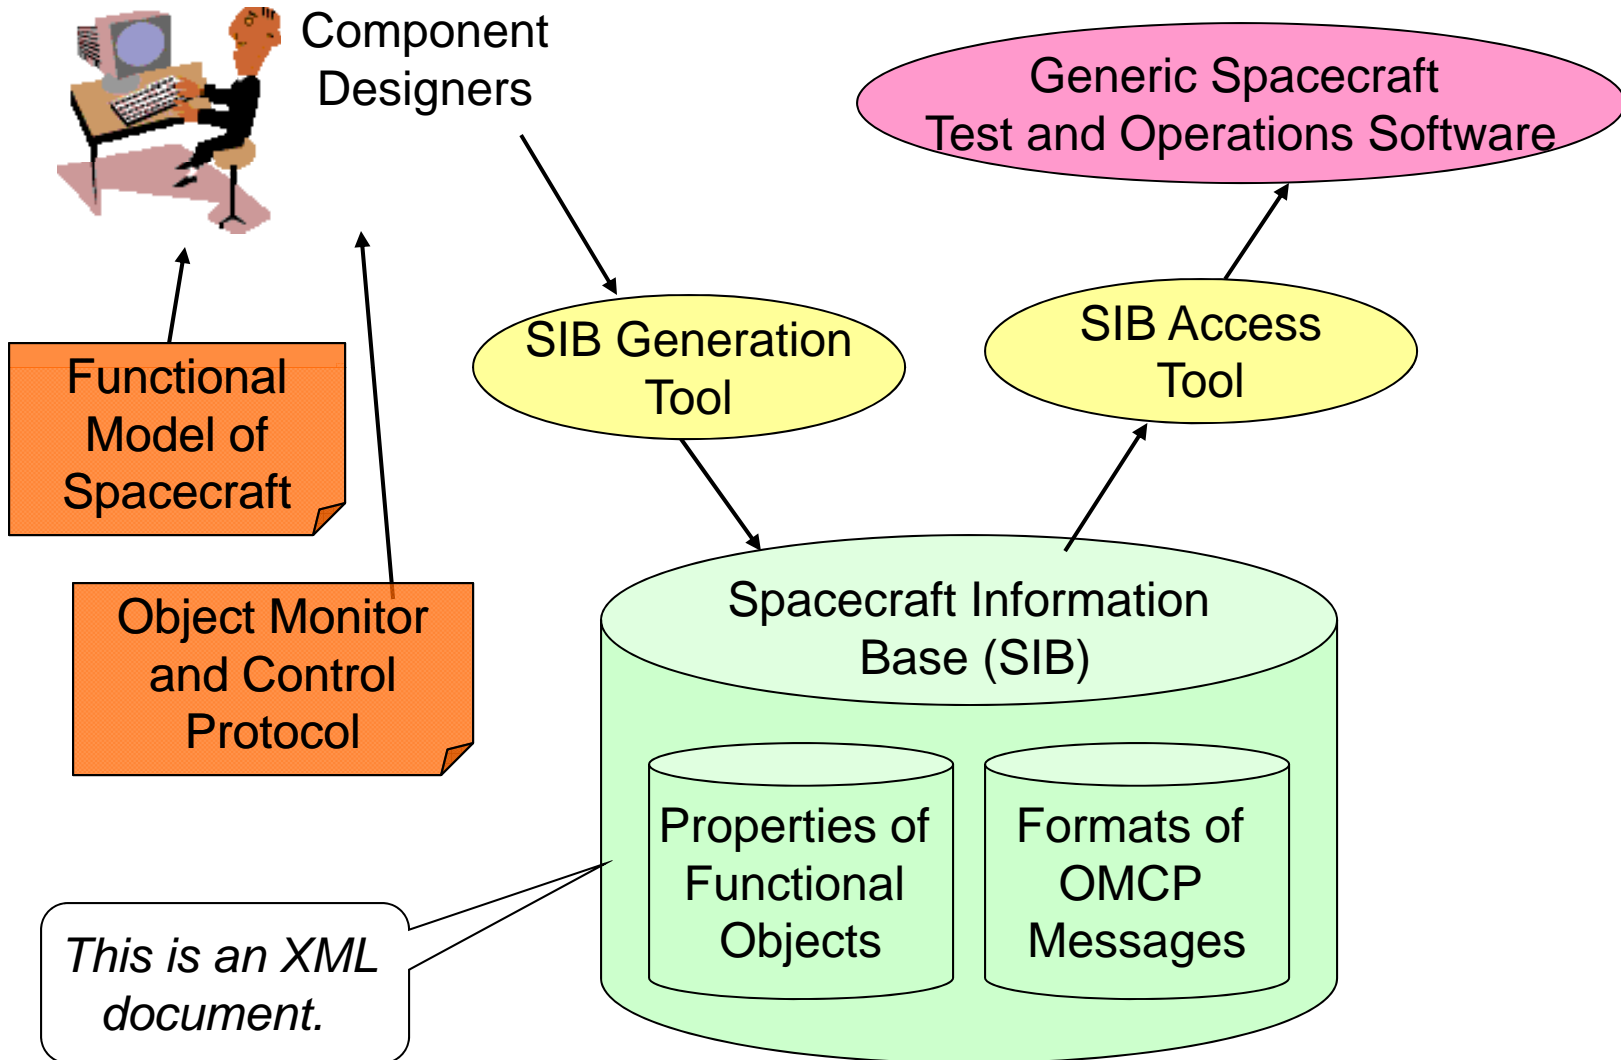 Component
Designers
Generic Spacecraft
Test and Operations Software
SIB Generation
Tool
SIB Access
Tool
Functional
Model of
Spacecraft
Object Monitor
and Control
Protocol
Spacecraft Information
Base (SIB)
Properties of
Functional
Objects
Formats of
OMCP
Messages
This is an XML
document.